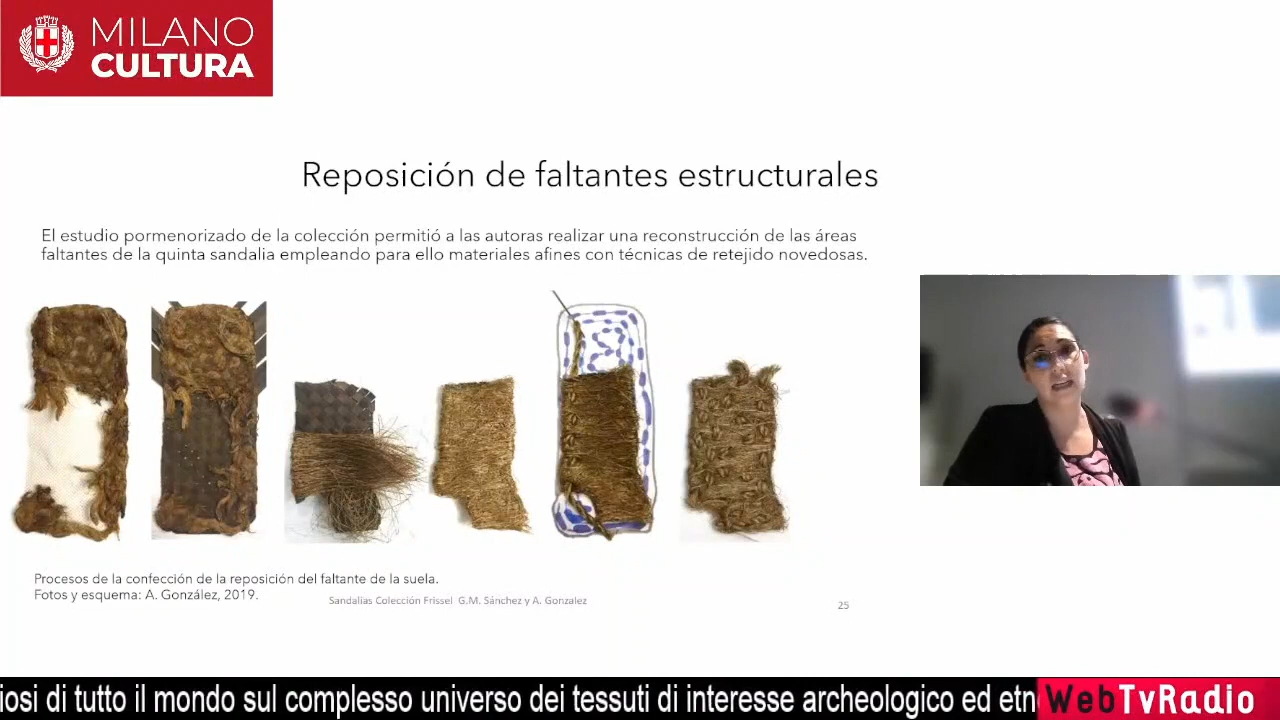 MILANO
CULTURA
Reposición de faltantes estructurales
El estudio pormenorizado de la colección permitió a las autoras realizar una reconstrucción de las áreas
faltantes de la quinta sandalia empleando para ello materiales afines con técnicas de retejido novedosas.
Procesos de la confección de la reposición del faltante de la suela.
Fotos y esquema: A. González, 2019.
Sandalías Colección Frissel G.M. Sánchez y A. Gonzalez
25
iosi di tutto il mondo sul complesso universo dei tessuti di interesse archeologico ed etn
WebTvRadio